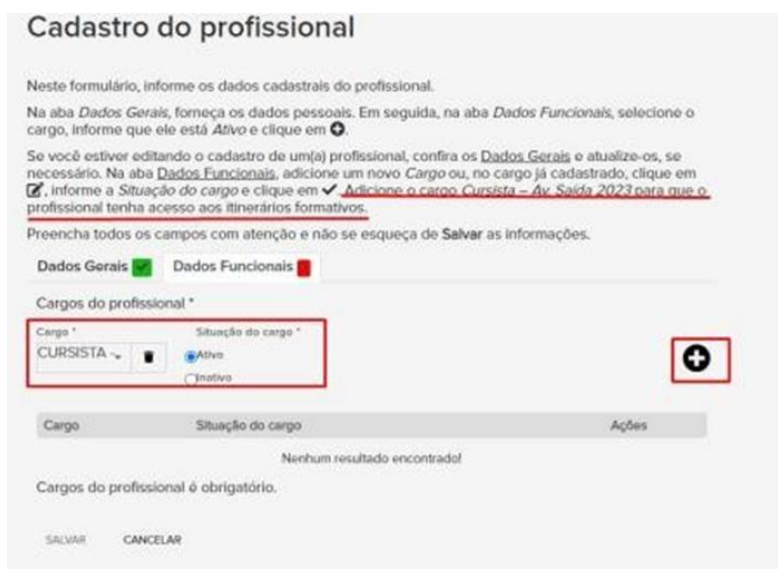 Cadastro do profissional
Neste formulário, informe os dados cadastrais do profissional.
Na aba Dados Gerais, forneça os dados pessoais. Em seguida, na aba Dados Funcionais, selecione o
cargo, informe que ele está Ativo e clique em
Se você estiver editando o cadastro de um(a) profissional, confira os Dados Gerais e atualize-os, se
necessário. Na aba Dados Funcionais, adicione um novo Cargo ou, no cargo já cadastrado, clique em
, informe a Situação do cargo e clique em ✔. Adicione o cargo Cursista – Av. Saída 2023 para que o
profissional tenha acesso aos itinerários formativos.
Preencha todos os campos com atenção e não se esqueça de Salvar as informações.
Dados Gerais Dados Funcionais
Cargos do profissional *
Cargo * Situação do cargo *
CURSISTA - Ativo
Inativo
Cargo Situação do cargo Ações
Nenhum resultado encontrado!
Cargos do profissional é obrigatório.
SALVAR CANCELAR